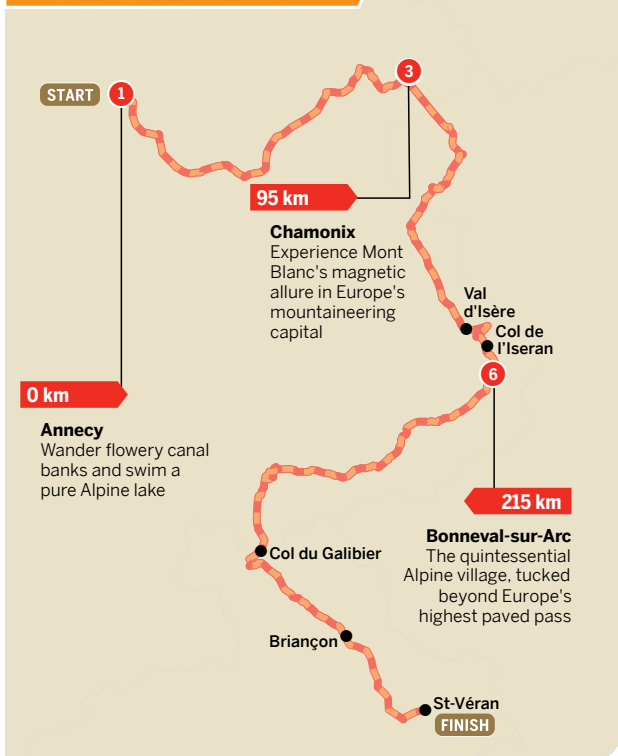 START
1
3
95 km
Chamonix
Experience Mont
Blanc's magnetic
allure in Europe's
mountaineering
capital
Val
d'Isère
Col de
l’Iseran
6
0 km
Annecy
Wander flowery canal
banks and swim a
pure Alpine lake
215 km
Bonneval-sur-Arc
The quintessential
Alpine village, tucked
beyond Europe's
highest paved pass
Col du Galibier
Briançon
St-Véran
FINISH